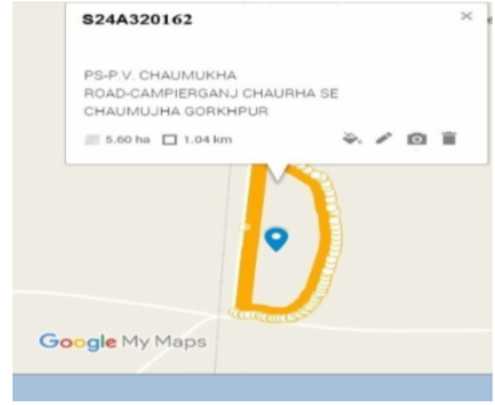 S24A320162
PS-P.V. CHAUMUKHA
ROAD-CAMPIERGANJ CHAURHA SE
CHAUMUJHA GORKHPUR
5.60 ha 1.04 km
Google My Maps